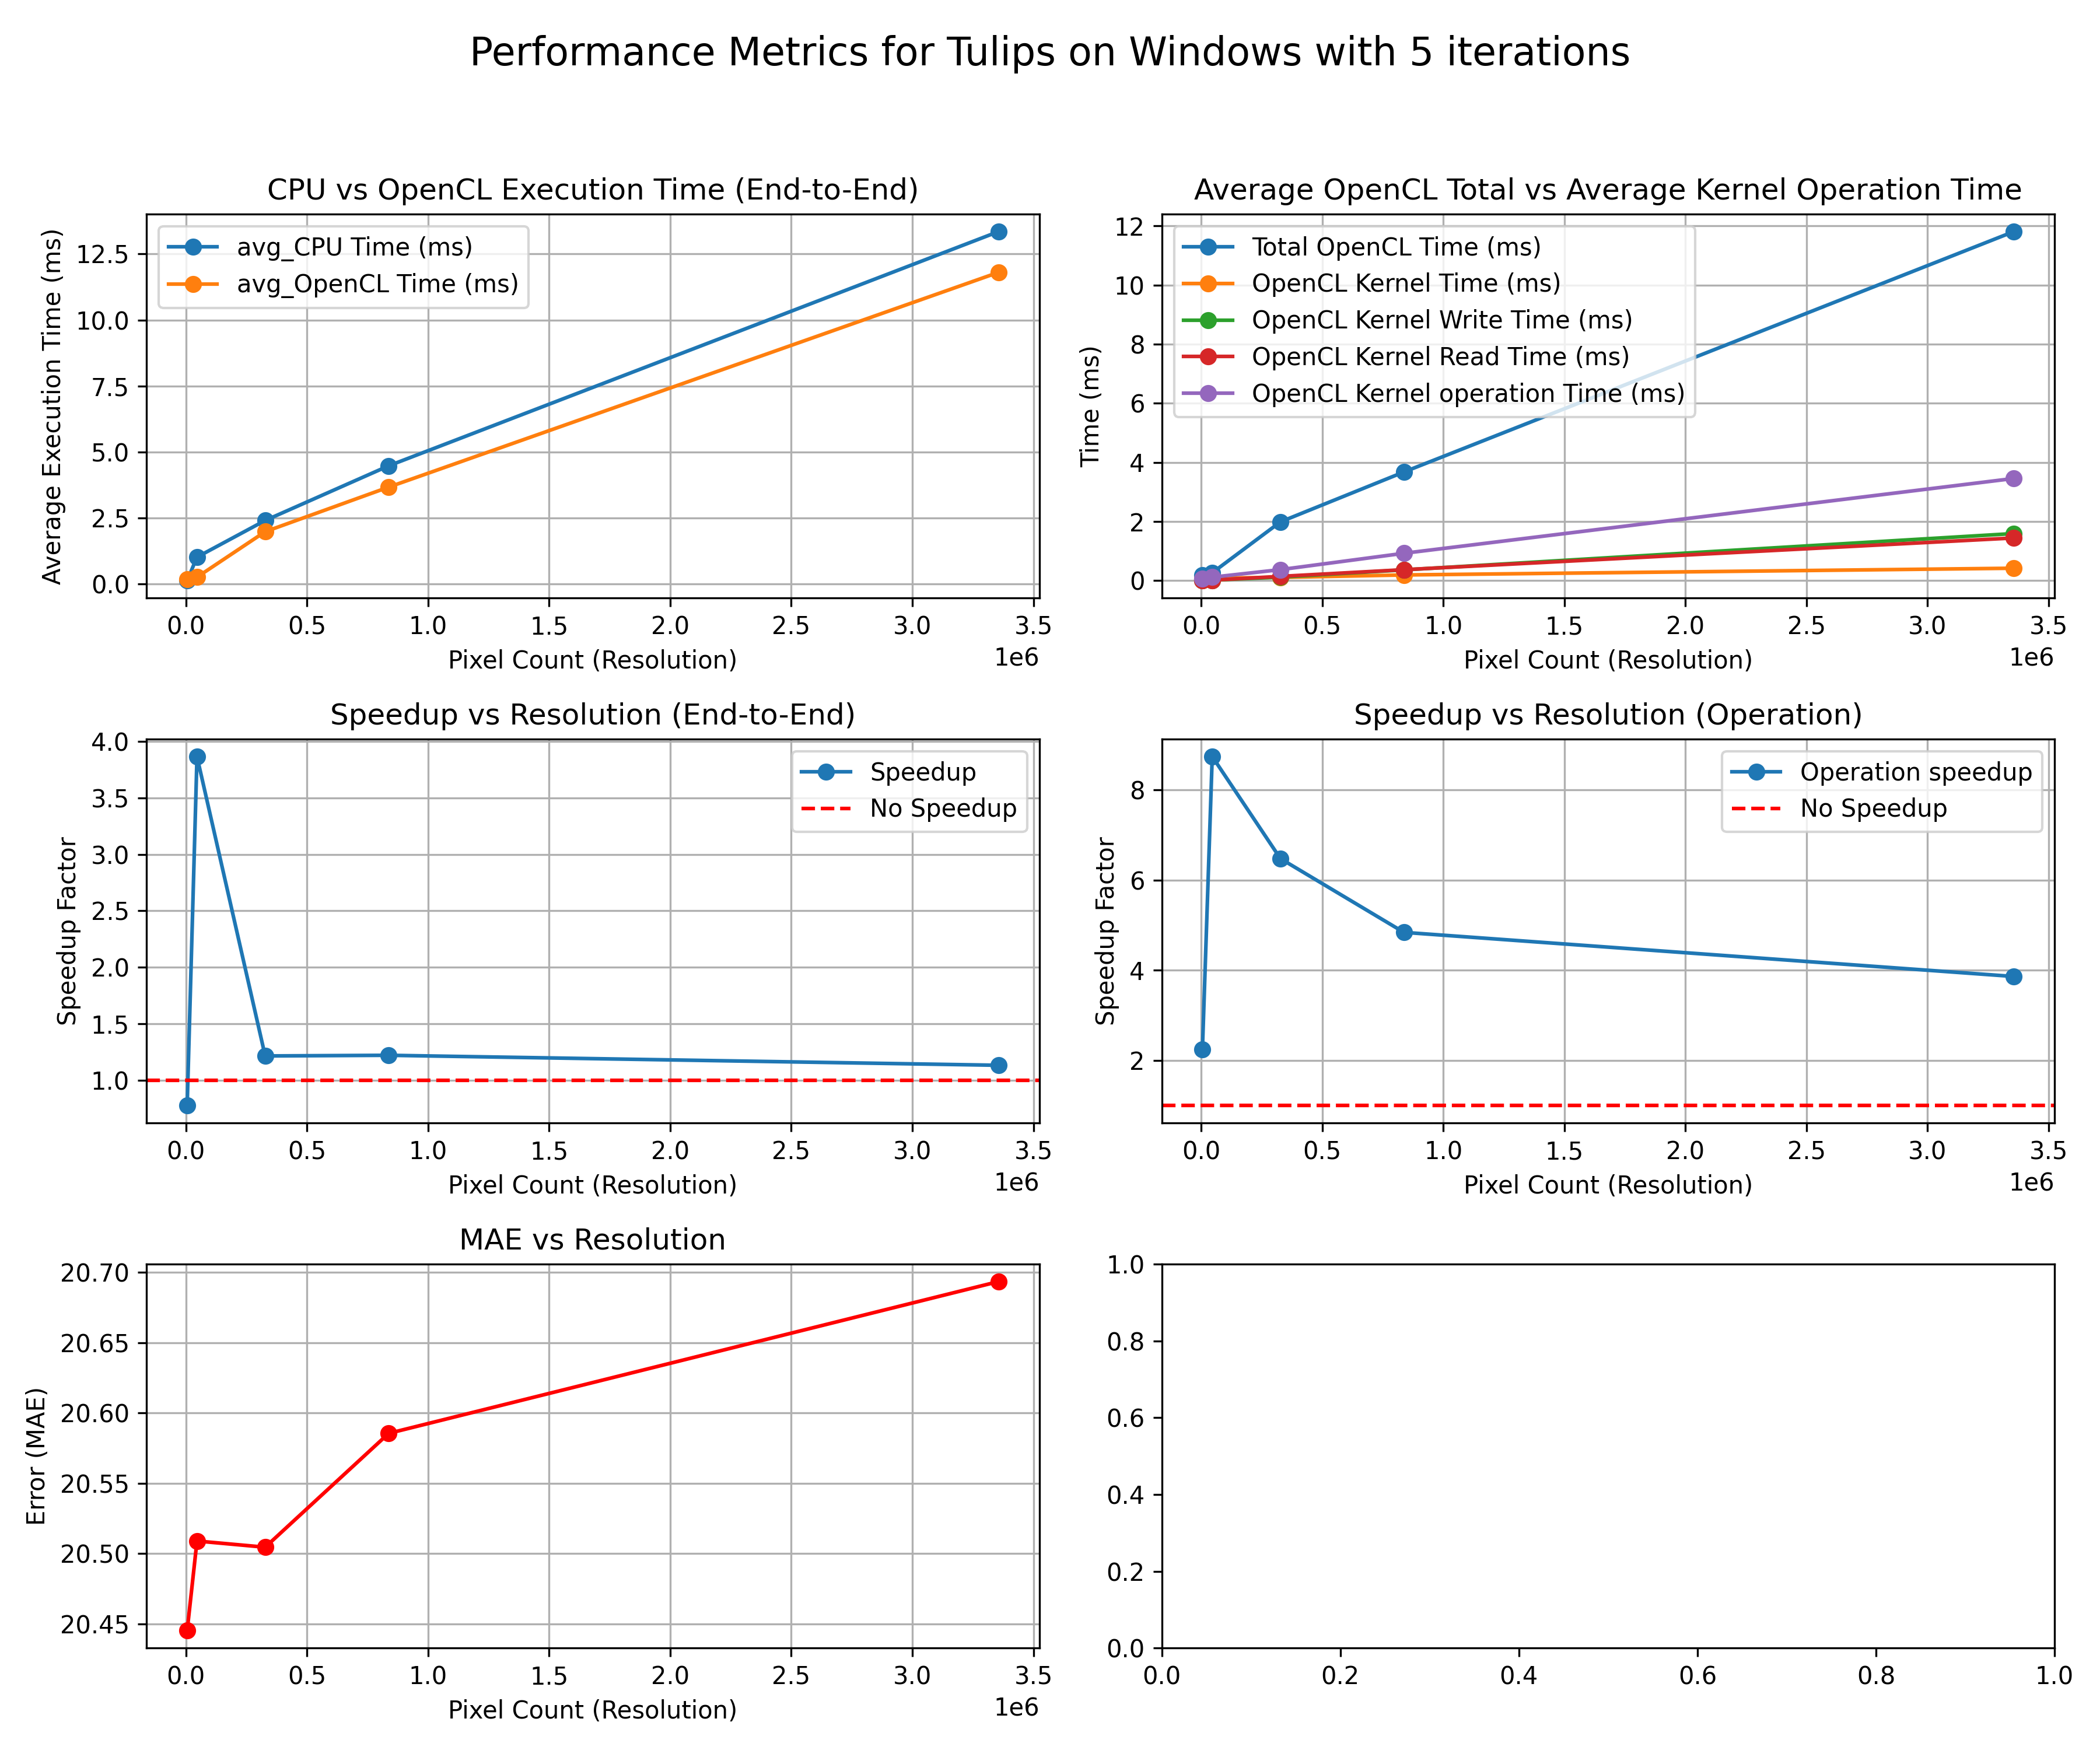 Performance Metrics for Tulips on Windows with 5 iterations
CPU vs OpenCL Execution Time (End-to-End)
Average Execution Time (ms)
12.5
10.0
7.5
5.0
2.5
0.0
avg_CPU Time (ms)
avg_OpenCL Time (ms)
0.0 0.5 1.0 1.5 2.0 2.5 3.0 3.5
1e6
Pixel Count (Resolution)
Average OpenCL Total vs Average Kernel Operation Time
Time (ms)
12
10
8
6
4
2
0
Total OpenCL Time (ms)
OpenCL Kernel Time (ms)
OpenCL Kernel Write Time (ms)
OpenCL Kernel Read Time (ms)
OpenCL Kernel operation Time (ms)
0.0 0.5 1.0 1.5 2.0 2.5 3.0 3.5
1e6
Pixel Count (Resolution)
Speedup vs Resolution (End-to-End)
Speedup Factor
4.0
3.5
3.0
2.5
2.0
1.5
1.0
Speedup
No Speedup
0.0 0.5 1.0 1.5 2.0 2.5 3.0 3.5
1e6
Pixel Count (Resolution)
Speedup vs Resolution (Operation)
Speedup Factor
8
6
4
2
Operation speedup
No Speedup
0.0 0.5 1.0 1.5 2.0 2.5 3.0 3.5
1e6
Pixel Count (Resolution)
MAE vs Resolution
Error (MAE)
20.70
20.65
20.60
20.55
20.50
20.45
0.0 0.5 1.0 1.5 2.0 2.5 3.0 3.5
1e6
Pixel Count (Resolution)
1.0
0.8
0.6
0.4
0.2
0.0
0.0 0.2 0.4 0.6 0.8 1.0